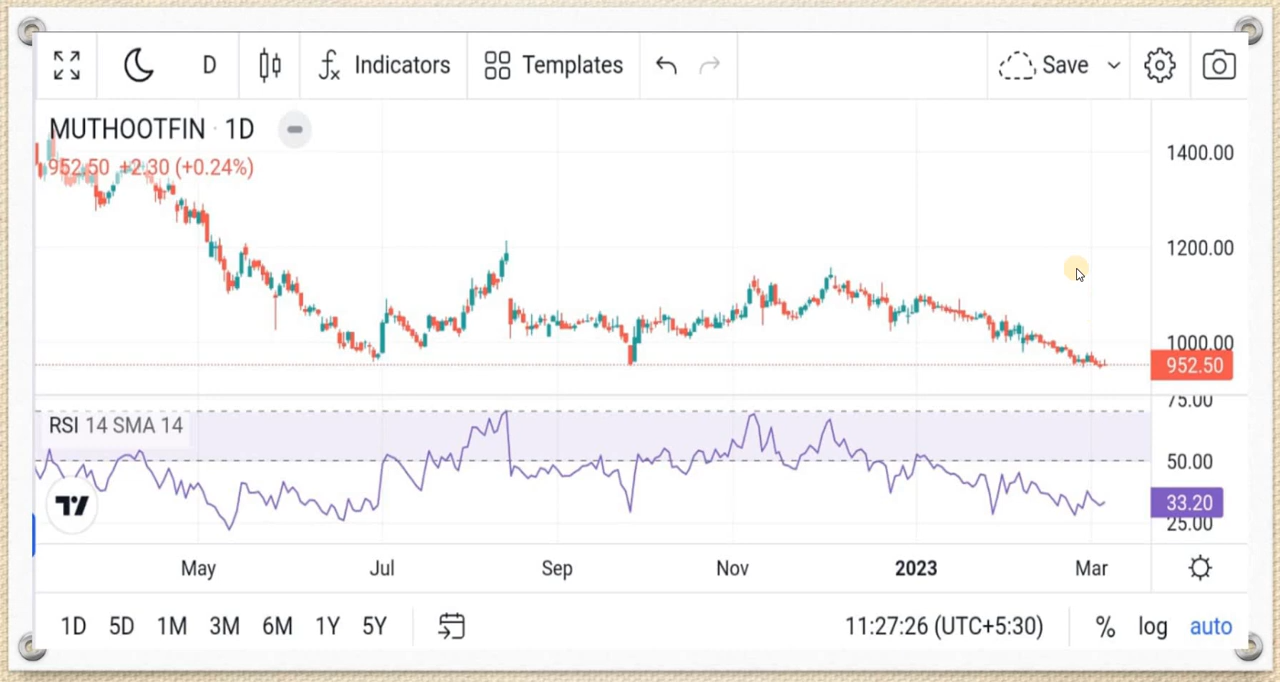 D Indicators Templates Save
MUTHOOTFIN · 1D
952.50 +2.30 (+0.24%)
1400.00
1200.00
1000.00
952.50
75.00
RSI 14 SMA 14
50.00
33.20
25.00
May Jul Sep Nov 2023 Mar
1D 5D 1M 3M 6M 1Y 5Y 11:27:26 (UTC+5:30) % log auto